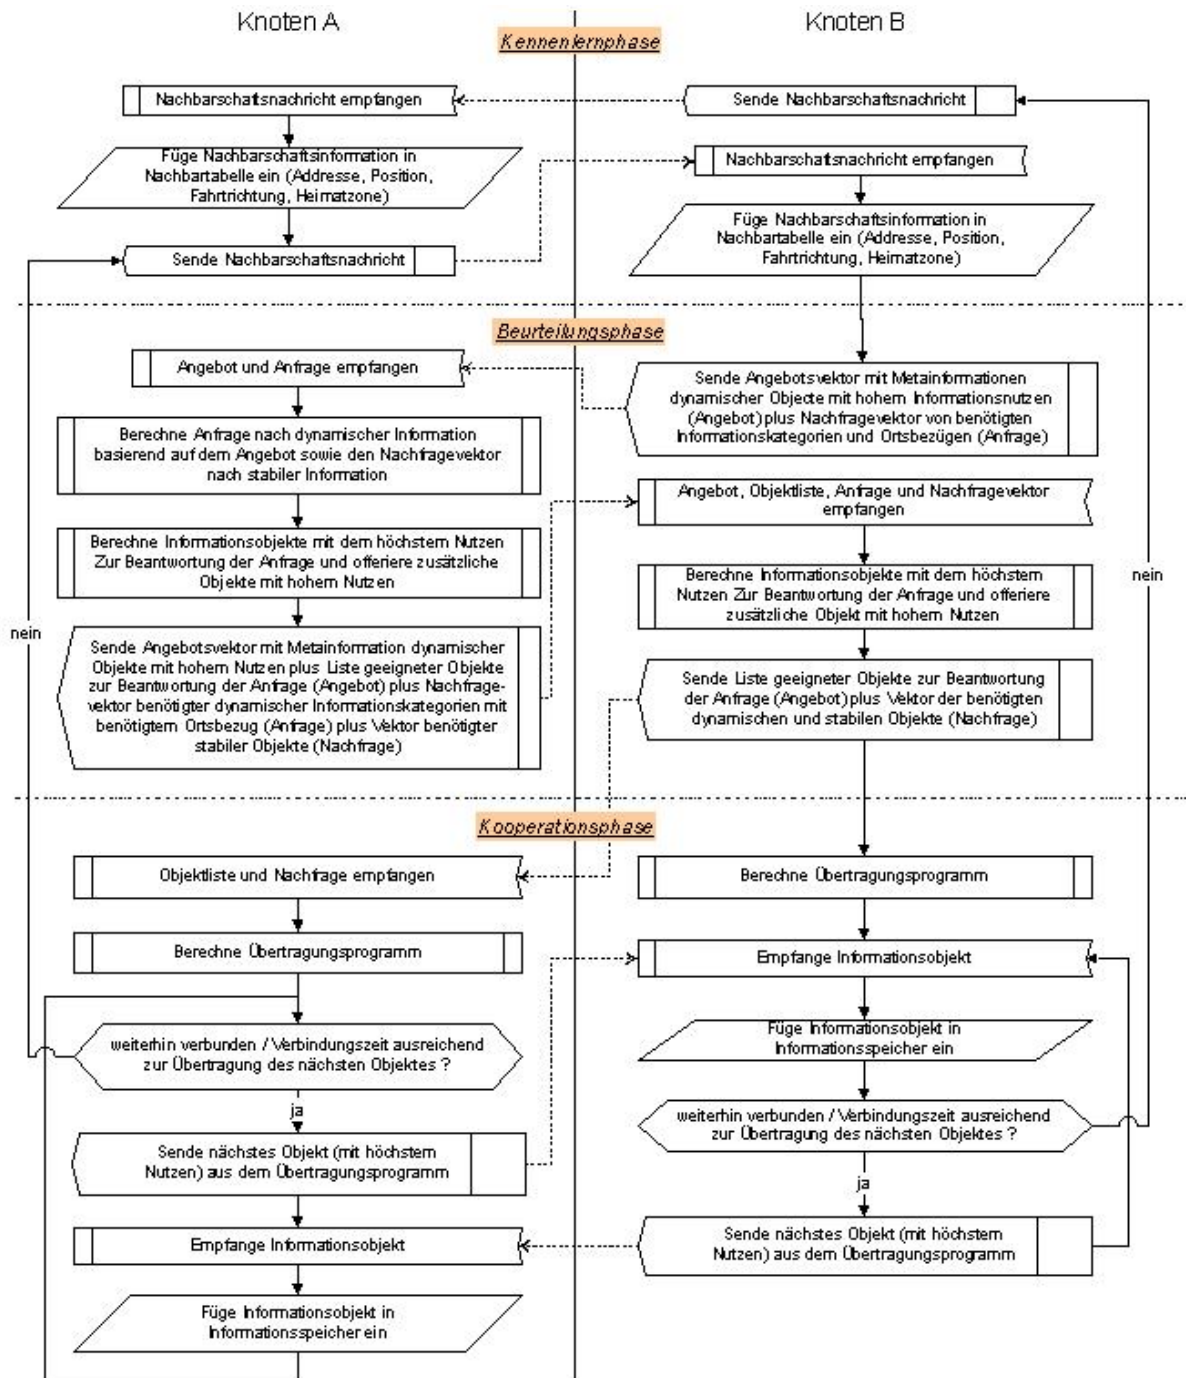 Knoten A
Knoten B
Kennenlernphase
Nachbarschaftsnachricht empfangen
Sende Nachbarschaftsnachricht
Füge Nachbarschaftsinformation in
Nachbartabelle ein (Addresse, Position,
Fahrtrichtung, Heimatzone)
Nachbarschaftsnachricht empfangen
Füge Nachbarschaftsinformation in
Nachbartabelle ein (Addresse, Position,
Fahrtrichtung, Heimatzone)
Sende Nachbarschaftsnachricht
Beurteilungsphase
Angebot und Anfrage empfangen
Sende Angebotsvektor mit Metainformationen
dynamischer Objecte mit hohem Informationsnutzen
(Angebot) plus Nachfragevektor von benötigten
Informationskategorien und Ortsbezügen (Anfrage)
Berechne Anfrage nach dynamischer Information
basierend auf dem Angebot sowie den Nachfragevektor
nach stabiler Information
Angebot, Objektliste, Anfrage und Nachfragevektor
empfangen
Berechne Informationsobjekte mit dem höchstem Nutzen
Zur Beantwortung der Anfrage und offeriere zusätzliche
Objekte mit hohem Nutzen
Berechne Informationsobjekte mit dem höchstem
Nutzen Zur Beantwortung der Anfrage und offeriere
zusätzliche Objekt mit hohem Nutzen
nein
nein
Sende Angebotsvektor mit Metainformation dynamischer
Objekte mit hohem Nutzen plus Liste geeigneter Objekte
zur Beantwortung der Anfrage (Angebot) plus Nachfrage-
vektor benötigter dynamischer Informationskategorien mit
benötigtem Ortsbezug (Anfrage) plus Vektor benötigter
stabiler Objekte (Nachfrage)
Sende Liste geeigneter Objekte zur Beantwortung
der Anfrage (Angebot) plus Vektor der benötigten
dynamischen und stabilen Objekte (Nachfrage)
Kooperationsphase
Objektliste und Nachfrage empfangen
Berechne Übertragungsprogramm
Berechne Übertragungsprogramm
Empfange Informationsobjekt
weiterhin verbunden / Verbindungszeit ausreichend
zur Übertragung des nächsten Objektes ?
Füge Informationsobjekt in
Informationsspeicher ein
ja
weiterhin verbunden / Verbindungszeit ausreichend
zur Übertragung des nächsten Objektes ?
Sende nächstes Objekt (mit höchstem
Nutzen) aus dem Übertragungsprogramm
ja
Empfange Informationsobjekt
Sende nächstes Objekt (mit höchstem
Nutzen) aus dem Übertragungsprogramm
Füge Informationsobjekt in
Informationsspeicher ein